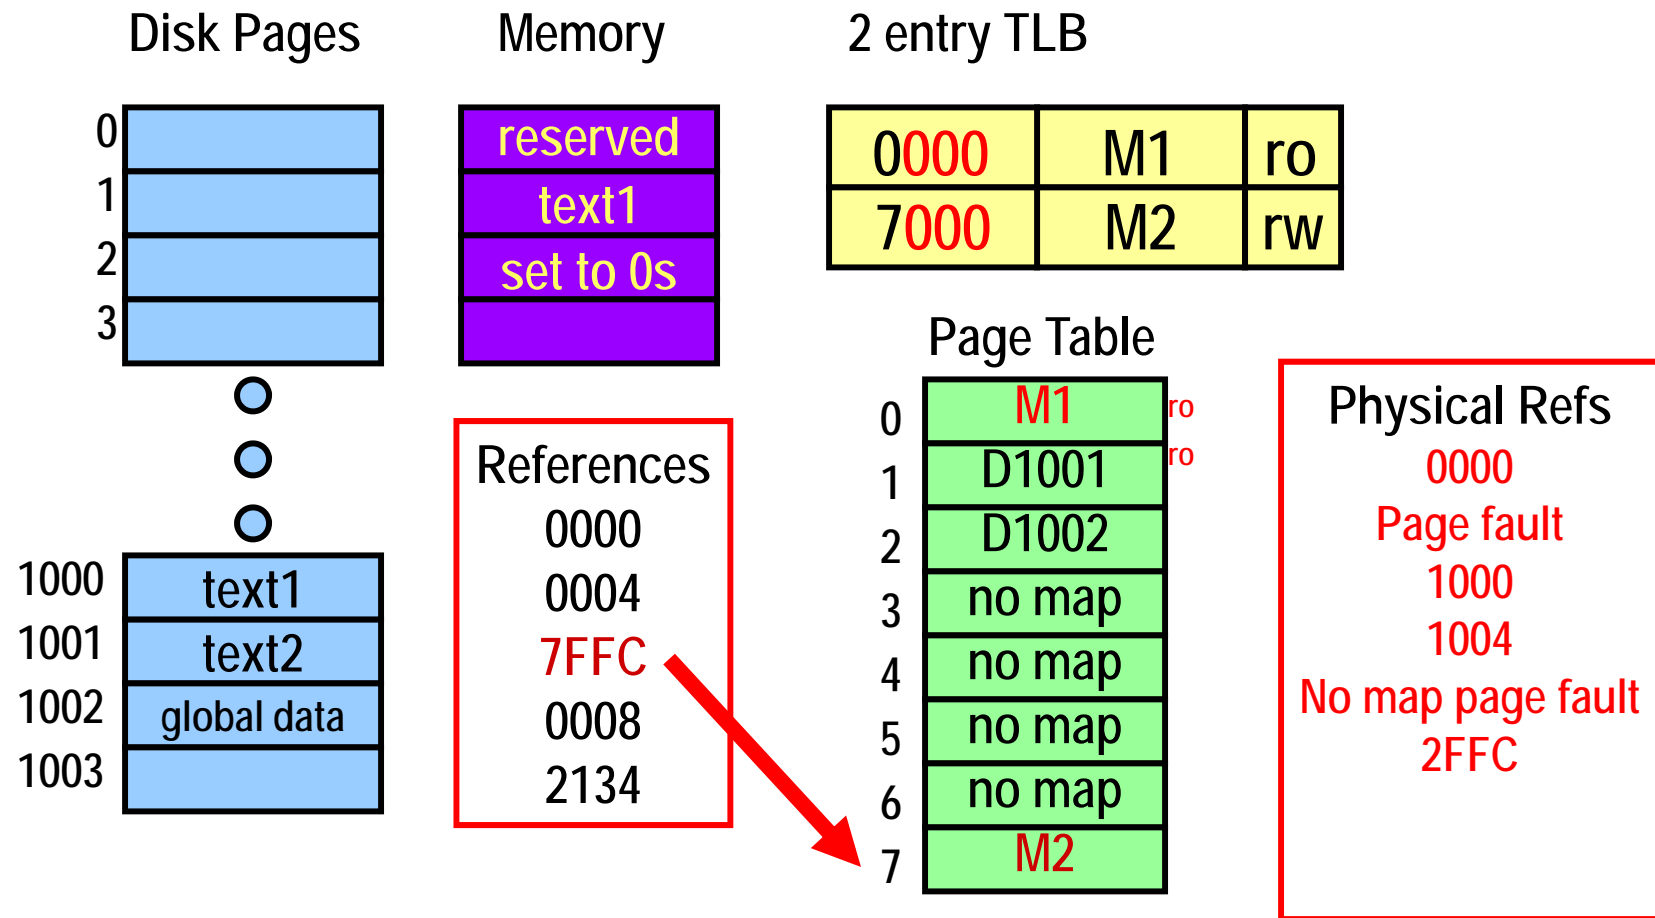 Disk Pages
Memory
2 entry TLB
0
1
2
3
reserved
text1
set to 0s
0000 M1 ro
7000 M2 rw
1000 text1
1001 text2
1002 global data
1003
References
0000
0004
7FFC
0008
2134
Page Table
0 M1 ro
1 D1001 ro
2 D1002
3 no map
4 no map
5 no map
6 no map
7 M2
Physical Refs
0000
Page fault
1000
1004
No map page fault
2FFC